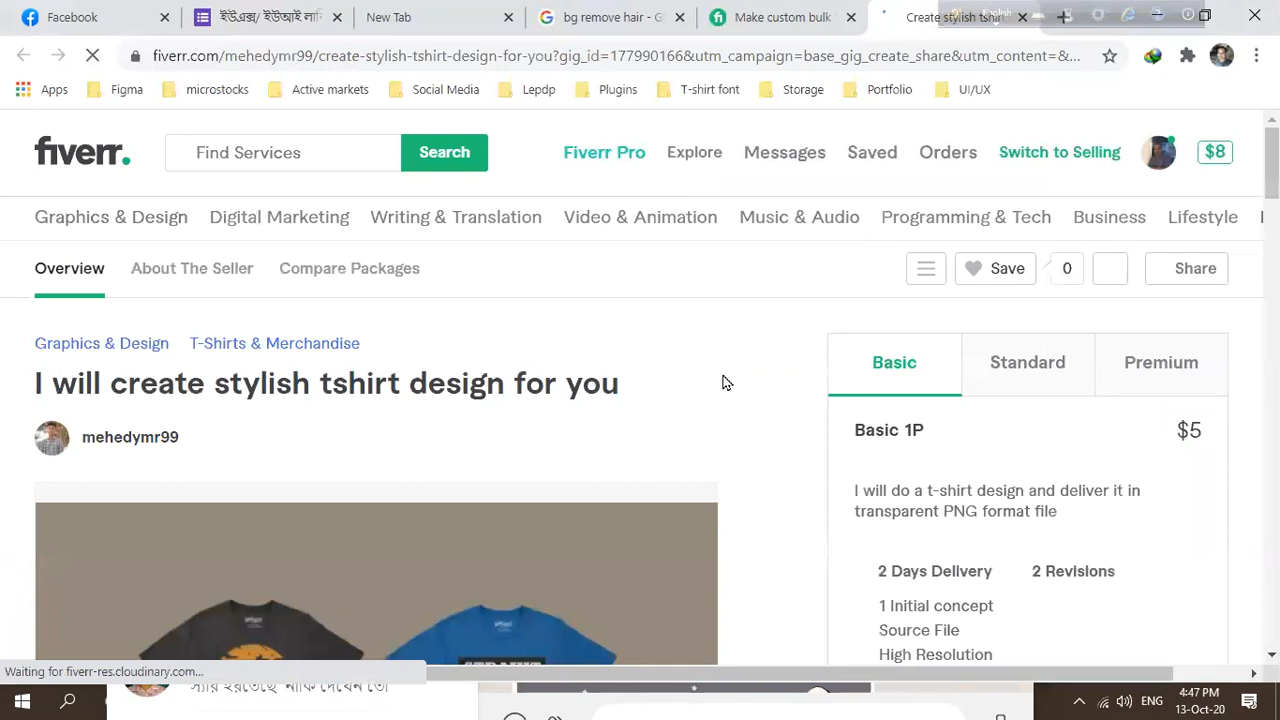 Facebook
ইউএক্স/ ইউআই লা
New Tab
bg remove hair - G
Make custom bulk
Create stylish tshirt
fiverr.com/mehedymr99/create-stylish-tshirt-design-for-you?gig_id=177990166&utm_campaign=base_gig_create_share&utm_content=&...
Apps
Figma
microstocks
Active markets
Social Media
Lepdp
Plugins
T-shirt font
Storage
Portfolio
UI/UX
fiverr.
Find Services
Search
Fiverr Pro
Explore
Messages
Saved
Orders
Switch to Selling
$8
Graphics & Design
Digital Marketing
Writing & Translation
Video & Animation
Music & Audio
Programming & Tech
Business
Lifestyle
Overview
About The Seller
Compare Packages
Save
0
Share
Graphics & Design
T-Shirts & Merchandise
I will create stylish tshirt design for you
mehedymr99
Basic
Standard
Premium
Basic 1P
$5
I will do a t-shirt design and deliver it in
transparent PNG format file
2 Days Delivery
2 Revisions
1 Initial concept
Source File
High Resolution
Waiting for fiverr-res.cloudinary.com...
ENG
4:47 PM
13-Oct-20